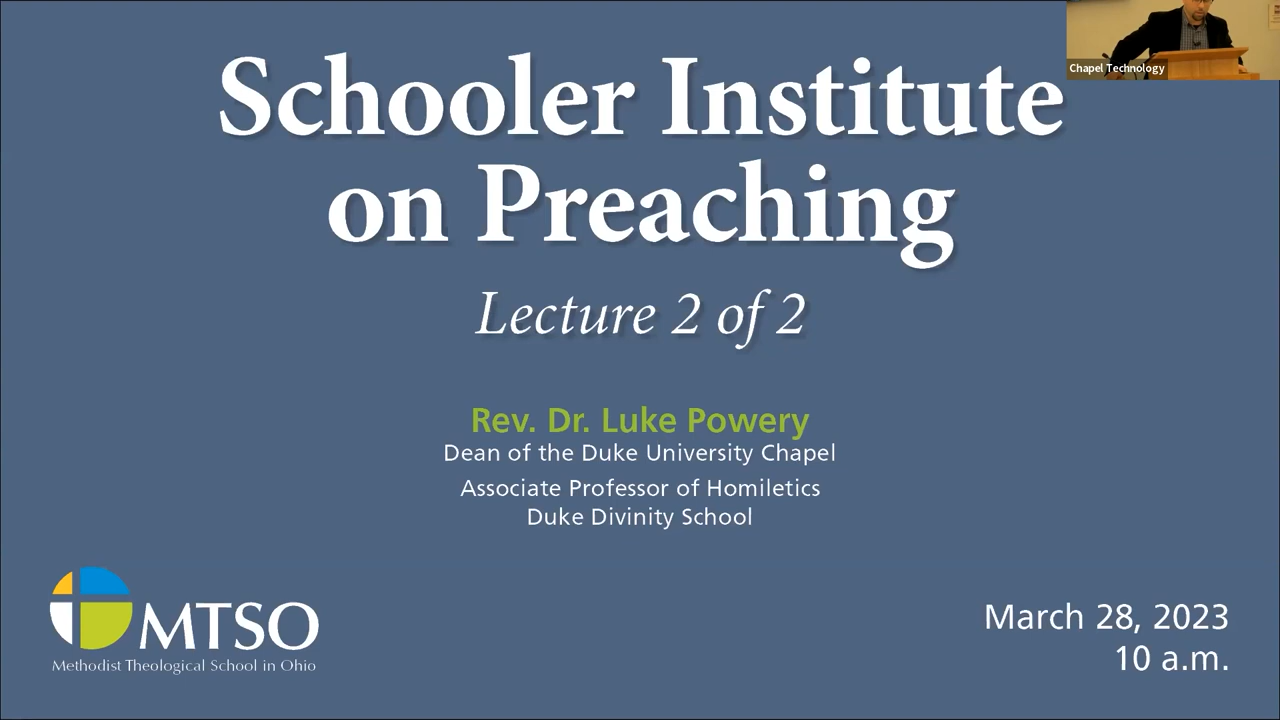 Schooler Institute
on Preaching
Lecture 2 of 2
Rev. Dr. Luke Powery
Dean of the Duke University Chapel
Associate Professor of Homiletics
Duke Divinity School
MTSO
Methodist Theological School in Ohio
March 28, 2023
10 a.m.
Chapel Technology